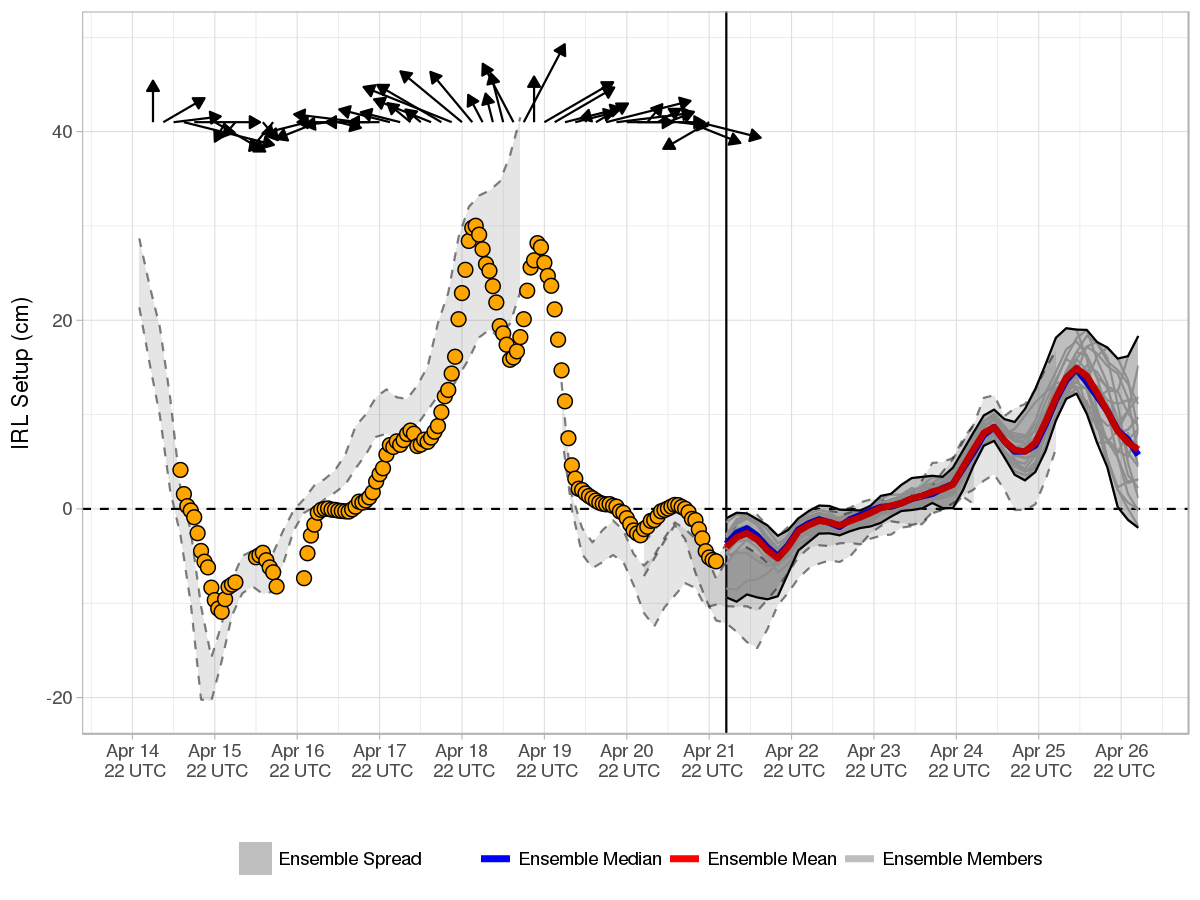 IRL Setup (cm)
40
20
0
-20
Apr 14 Apr 15 Apr 16 Apr 17 Apr 18 Apr 19 Apr 20 Apr 21 Apr 22 Apr 23 Apr 24 Apr 25 Apr 26
22 UTC 22 UTC 22 UTC 22 UTC 22 UTC 22 UTC 22 UTC 22 UTC 22 UTC 22 UTC 22 UTC 22 UTC 22 UTC
Ensemble Spread Ensemble Median Ensemble Mean Ensemble Members